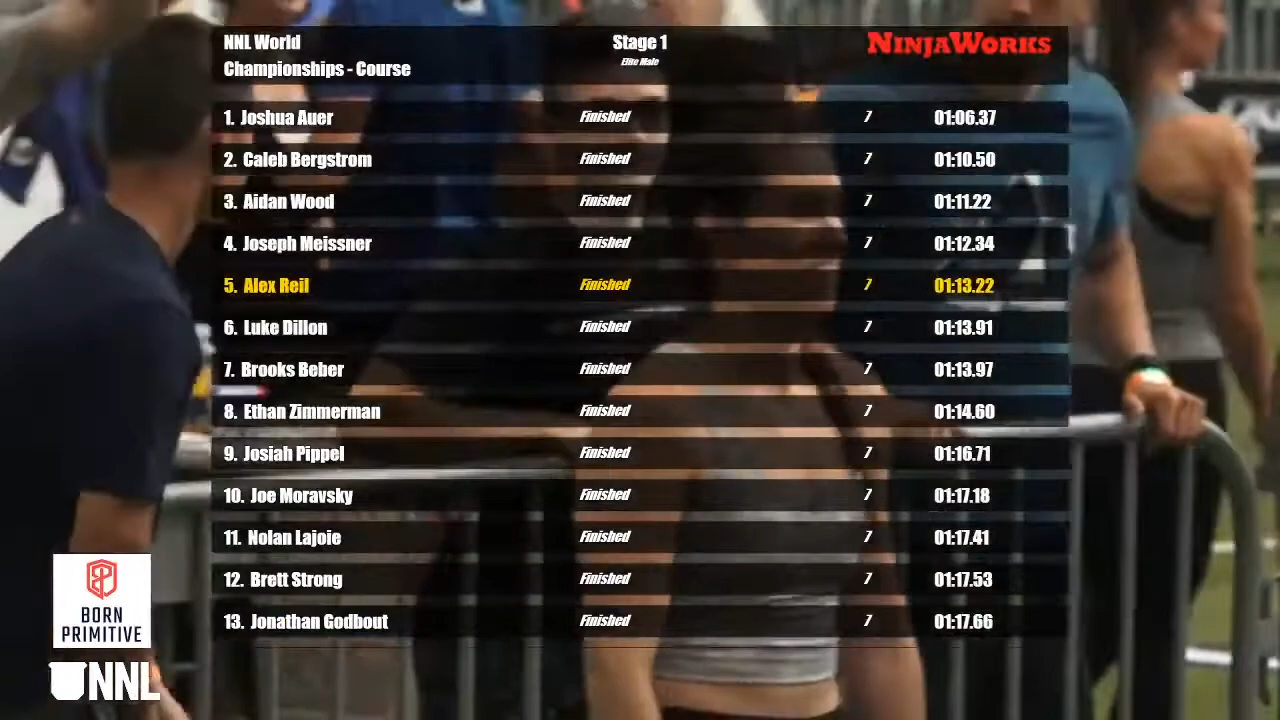 NNL World
Championships - Course
Stage 1
Elite Male
NINJAWORKS
1. Joshua Auer Finished 7 01:06.37
2. Caleb Bergstrom Finished 7 01:10.50
3. Aidan Wood Finished 7 01:11.22
4. Joseph Meissner Finished 7 01:12.34
5. Alex Reil Finished 7 01:13.22
6. Luke Dillon Finished 7 01:13.91
7. Brooks Beber Finished 7 01:13.97
8. Ethan Zimmerman Finished 7 01:14.60
9. Josiah Pippel Finished 7 01:16.71
10. Joe Moravsky Finished 7 01:17.18
11. Nolan Lajoie Finished 7 01:17.41
12. Brett Strong Finished 7 01:17.53
13. Jonathan Godbout Finished 7 01:17.66
BORN
PRIMITIVE
NNL